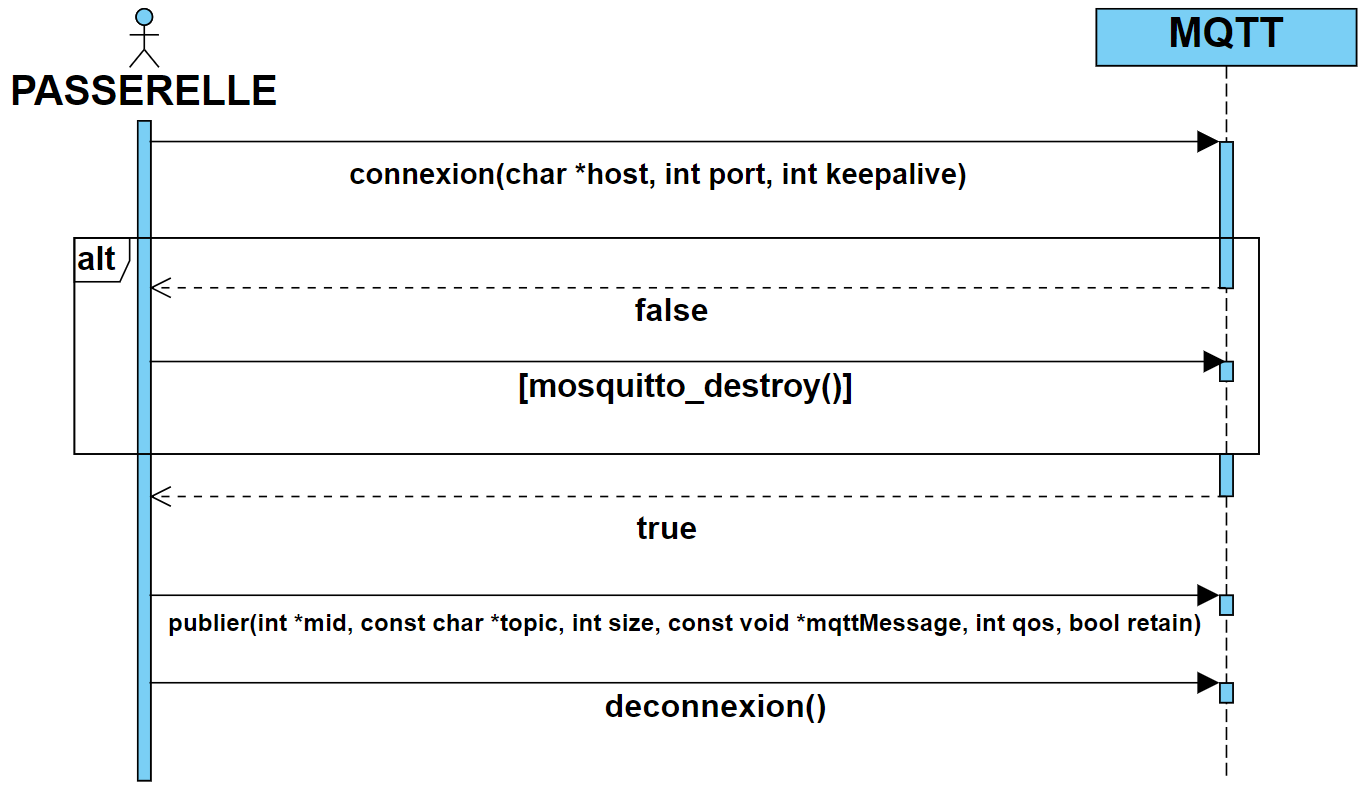 MQTT
PASSERELLE
connexion(char *host, int port, int keepalive)
alt
false
[mosquitto_destroy()]
true
publier(int *mid, const char *topic, int size, const void *mqttMessage, int qos, bool retain)
deconnexion()